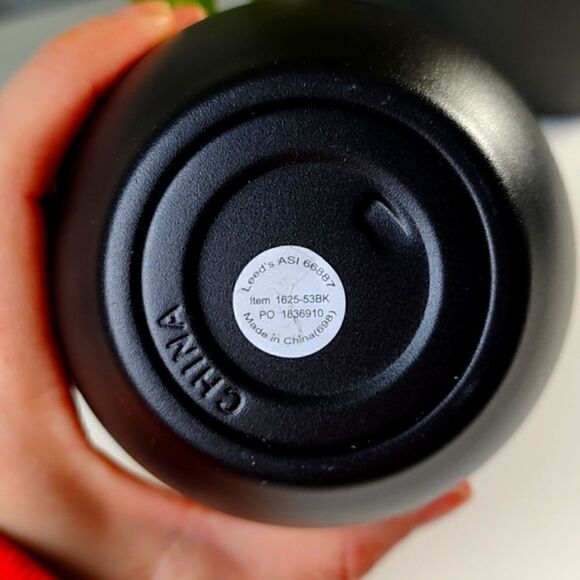 Leed's ASI 66887
Item 1625-53BK
PO 1836910
Made in China(698)
CHINA